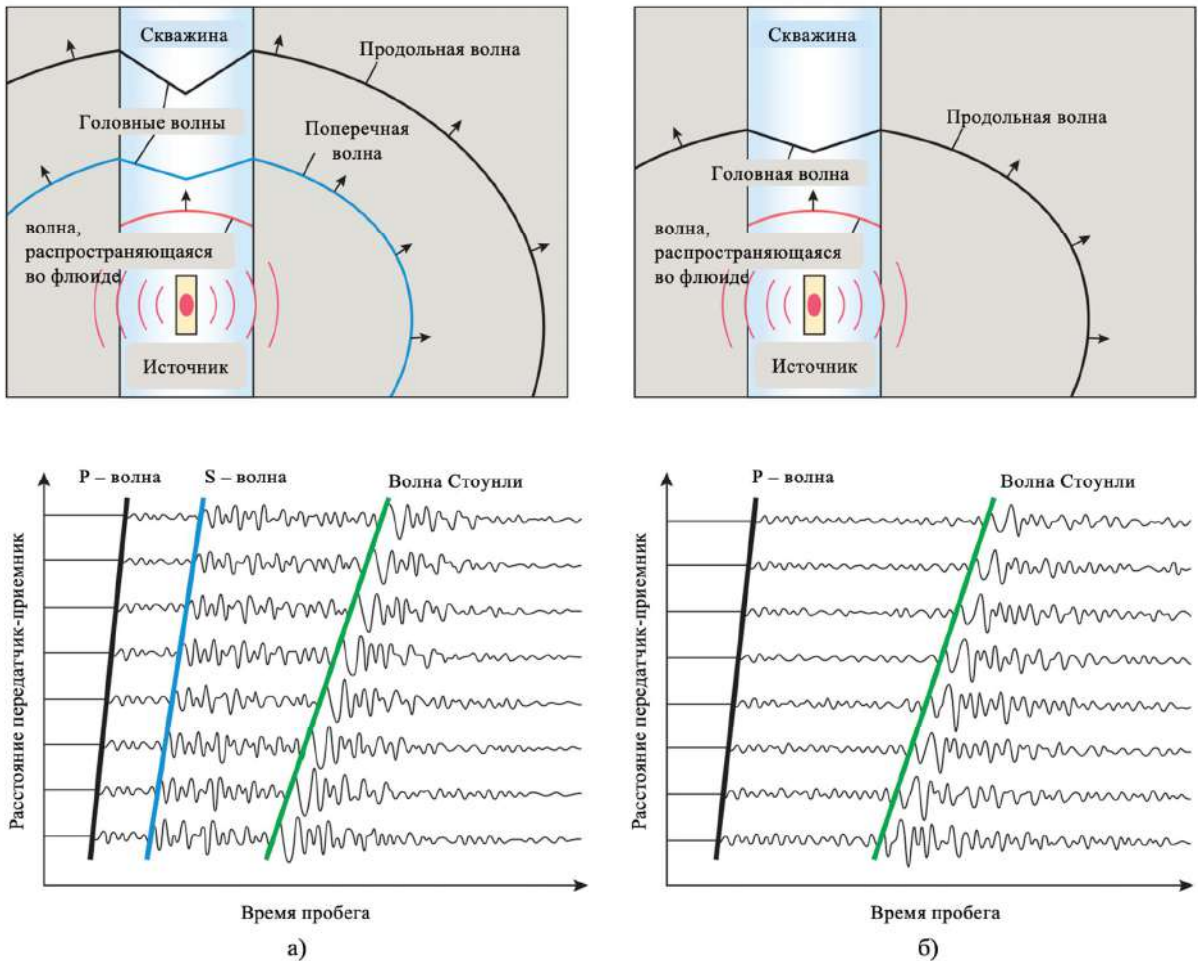 Скважина
Продольная волна
Головные волны
Поперечная
волна
волна,
распространяющаяся
во флюиде
Источник
Скважина
Продольная волна
Головная волна
волна,
распространяющаяся
во флюиде
Источник
P – волна
S – волна
Волна Стоунли
Расстояние передатчик-приемник
Время пробега
а)
P – волна
Волна Стоунли
Расстояние передатчик-приемник
Время пробега
б)